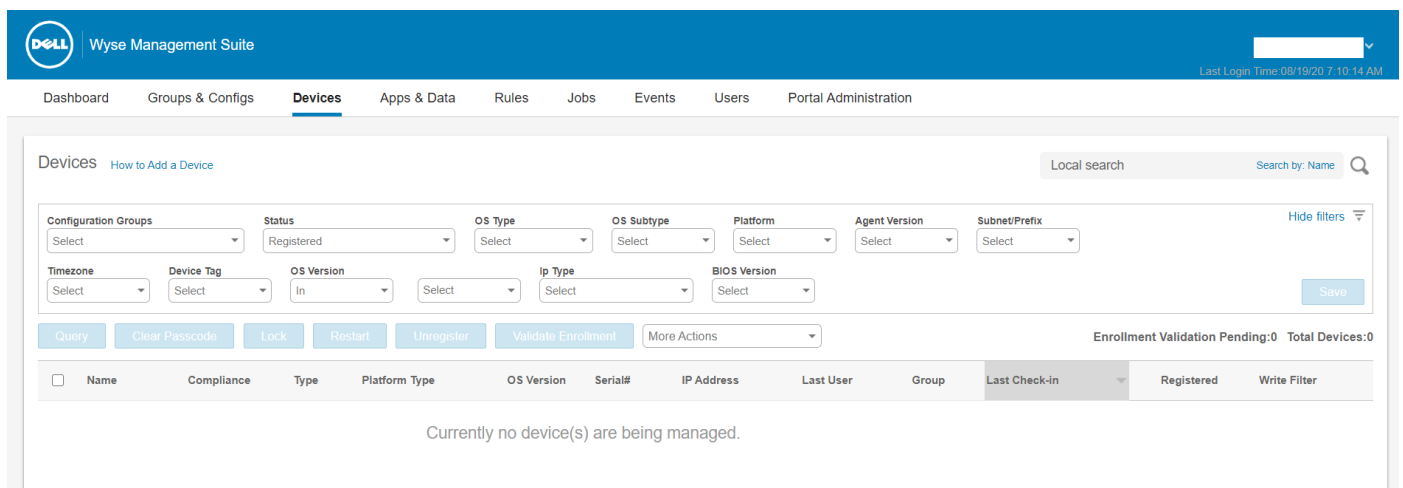 DELL Wyse Management Suite
Last Login Time:08/19/20 7:10:14 AM
Dashboard Groups & Configs Devices Apps & Data Rules Jobs Events Users Portal Administration
Devices How to Add a Device Local search Search by: Name
Configuration Groups Status OS Type OS Subtype Platform Agent Version Subnet/Prefix Hide filters
Select Registered Select Select Select Select Select
Timezone Device Tag OS Version Ip Type BIOS Version
Select Select In Select Select Select Save
Query Clear Passcode Lock Restart Unregister Validate Enrollment More Actions Enrollment Validation Pending:0 Total Devices:0
Name Compliance Type Platform Type OS Version Serial# IP Address Last User Group Last Check-in Registered Write Filter
Currently no device(s) are being managed.